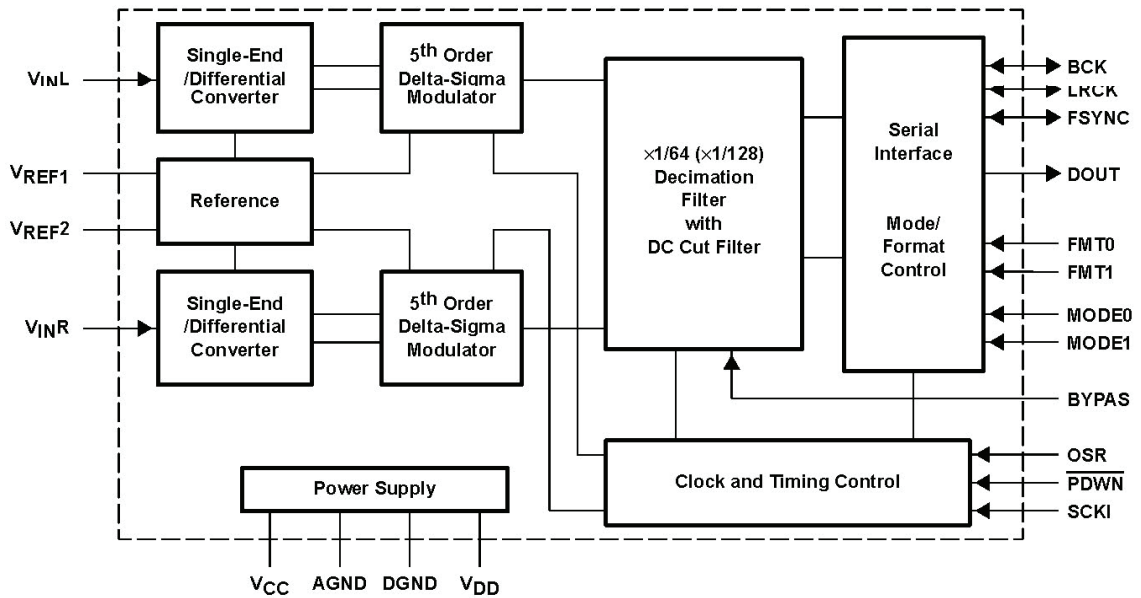 Single-End
/Differential
Converter
5th Order
Delta-Sigma
Modulator
VINL
VREF1
VREF2
Reference
VINR
Single-End
/Differential
Converter
5th Order
Delta-Sigma
Modulator
×1/64 (×1/128)
Decimation
Filter
with
DC Cut Filter
Serial
Interface
Mode/
Format
Control
BCK
LRCK
FSYNC
DOUT
FMT0
FMT1
MODE0
MODE1
BYPAS
OSR
PDWN
SCKI
Clock and Timing Control
Power Supply
VCC
AGND
DGND
VDD